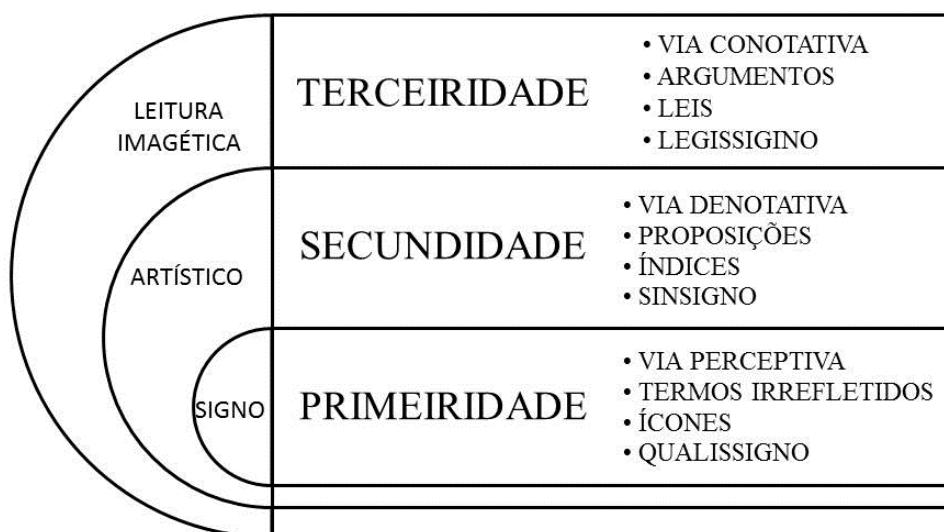 LEITURA
IMAGÉTICA
TERCEIRIDADE
• VIA CONOTATIVA
• ARGUMENTOS
• LEIS
• LEGISSIGINO
ARTÍSTICO
SECUNDIDADE
• VIA DENOTATIVA
• PROPOSIÇÕES
• ÍNDICES
• SINSIGNO
SIGNO
PRIMEIRIDADE
• VIA PERCEPTIVA
• TERMOS IRREFLETIDOS
• ÍCONES
• QUALISSIGNO